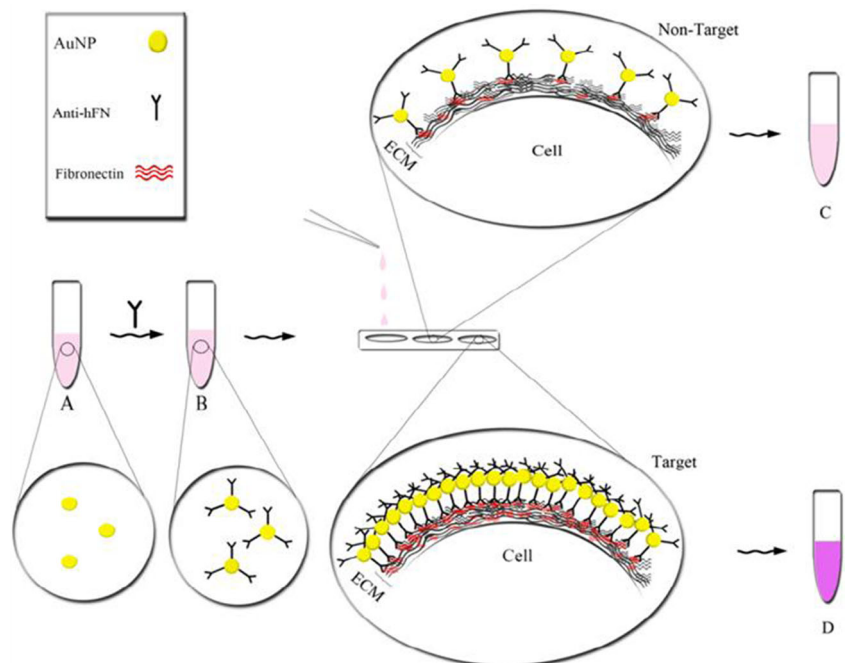 AuNP
Anti-hFN
Fibronectin
Non-Target
ECM
Cell
C
A
B
Target
ECM
Cell
D